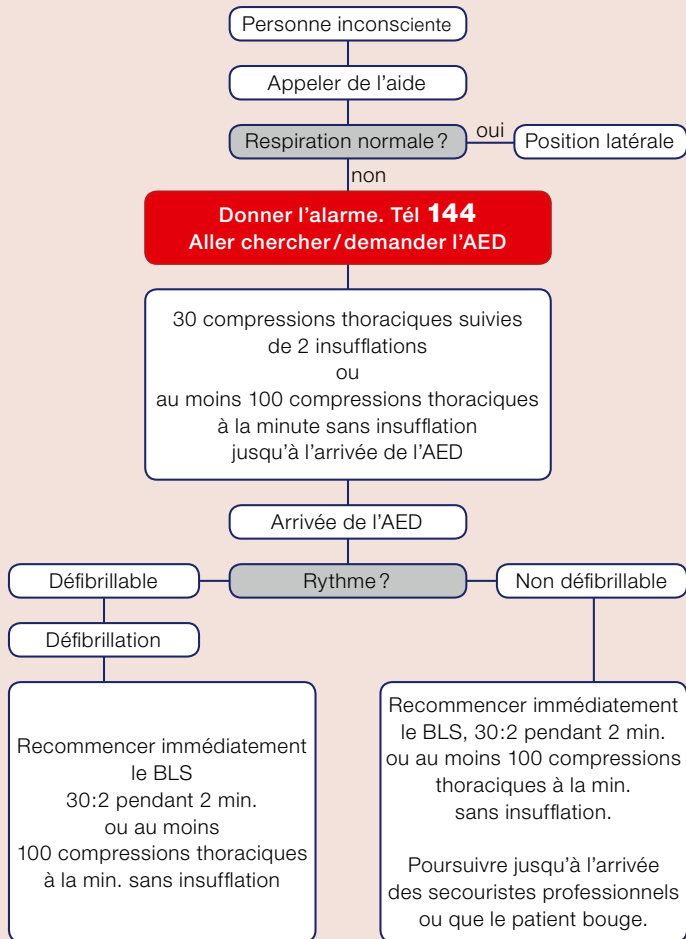 Personne inconsciente
Appeler de l'aide
Respiration normale ?
oui
Position latérale
non
Donner l'alarme. Tél 144
Aller chercher / demander l'AED
30 compressions thoraciques suivies
de 2 insufflations
ou
au moins 100 compressions thoraciques
à la minute sans insufflation
jusqu'à l'arrivée de l'AED
Arrivée de l'AED
Défibrillable
Rythme ?
Non défibrillable
Défibrillation
Recommencer immédiatement
le BLS
30:2 pendant 2 min.
ou au moins
100 compressions thoraciques
à la min. sans insufflation
Recommencer immédiatement
le BLS, 30:2 pendant 2 min.
ou au moins 100 compressions
thoraciques à la min.
sans insufflation.
Poursuivre jusqu'à l'arrivée
des secouristes professionnels
ou que le patient bouge.